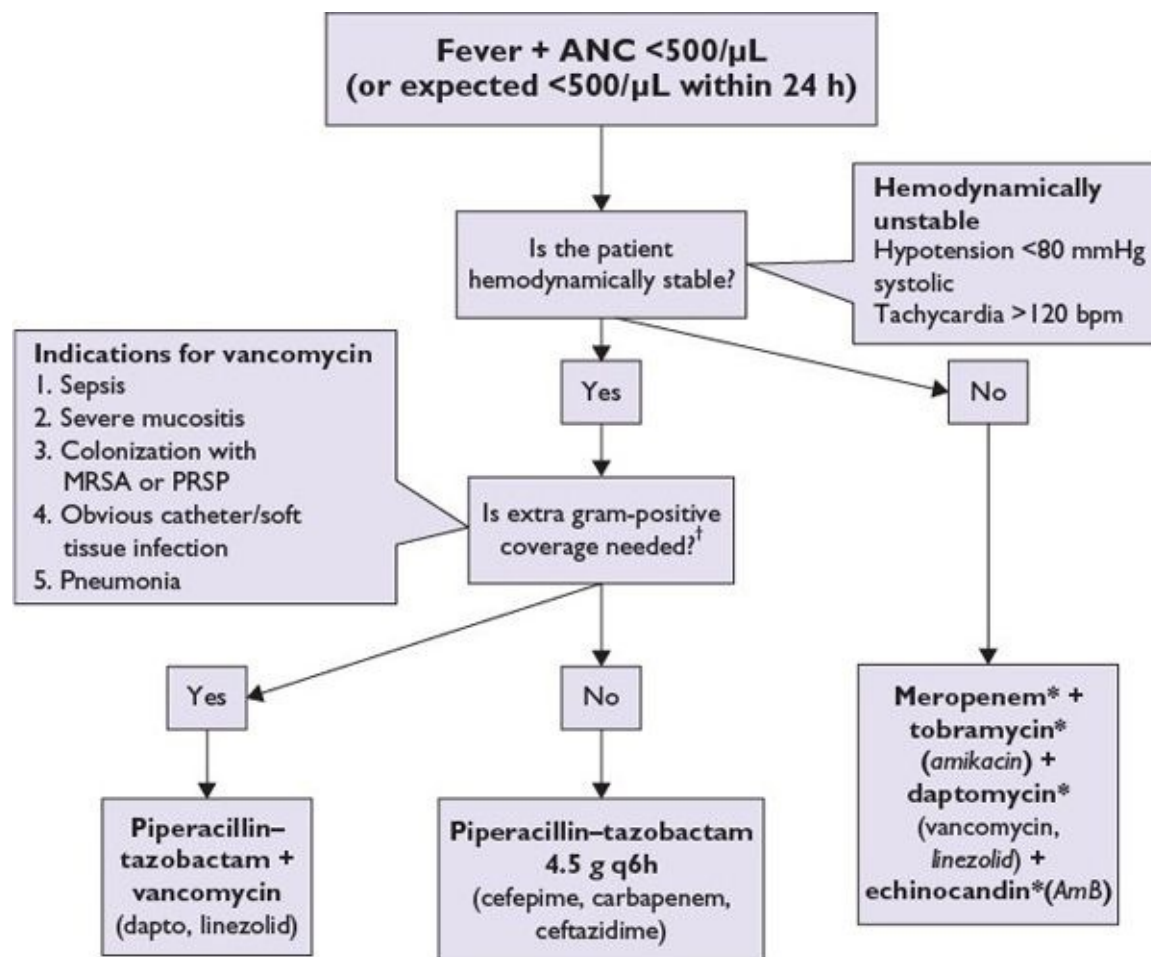 Fever + ANC <500/µL
(or expected <500/µL within 24 h)
Hemodynamically
unstable
Hypotension <80 mmHg
systolic
Tachycardia >120 bpm
Is the patient
hemodynamically stable?
Indications for vancomycin
1. Sepsis
2. Severe mucositis
3. Colonization with
MRSA or PRSP
4. Obvious catheter/soft
tissue infection
5. Pneumonia
Yes
No
Is extra gram-positive
coverage needed?†
Yes
No
Piperacillin–
tazobactam +
vancomycin
(dapto, linezolid)
Piperacillin–tazobactam
4.5 g q6h
(cefepime, carbapenem,
ceftazidime)
Meropenem* +
tobramycin*
(amikacin) +
daptomycin*
(vancomycin,
linezolid) +
echinocandin*(AmB)